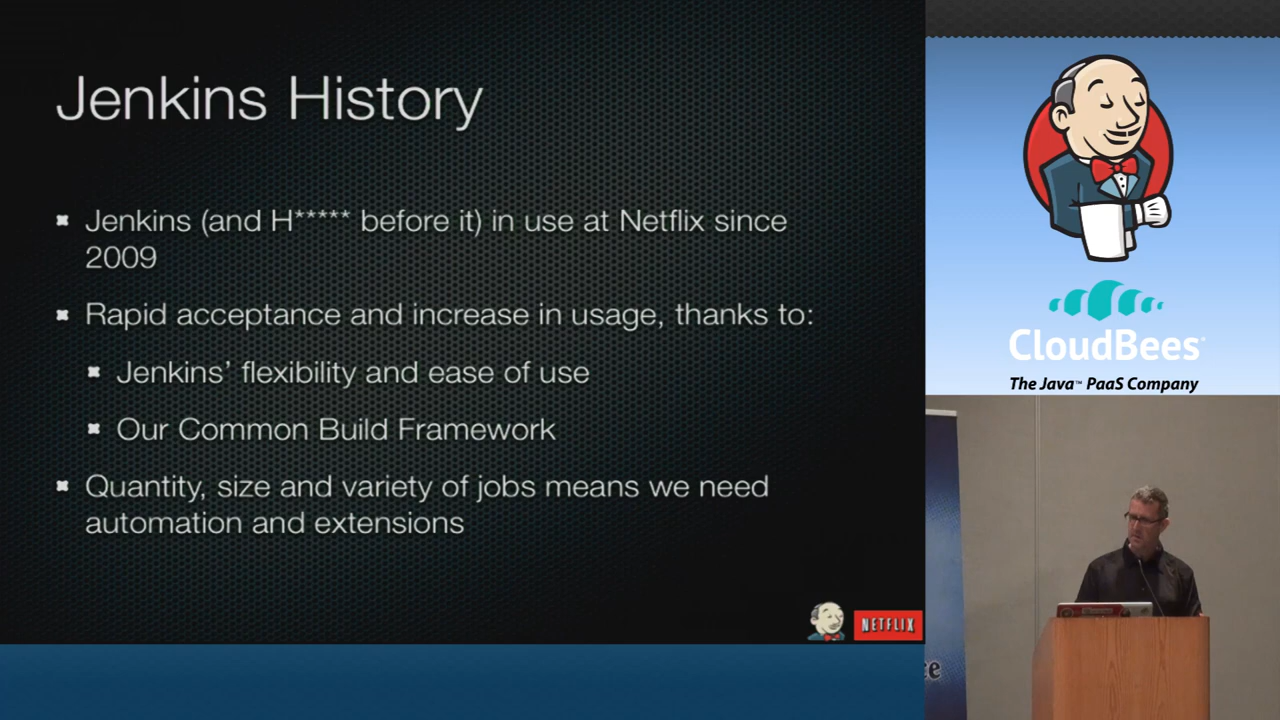 Jenkins History
Jenkins (and H***** before it) in use at Netflix since
2009
Rapid acceptance and increase in usage, thanks to:
Jenkins’ flexibility and ease of use
Our Common Build Framework
Quantity, size and variety of jobs means we need
automation and extensions
NETFLIX
CloudBees
The Java™ PaaS Company